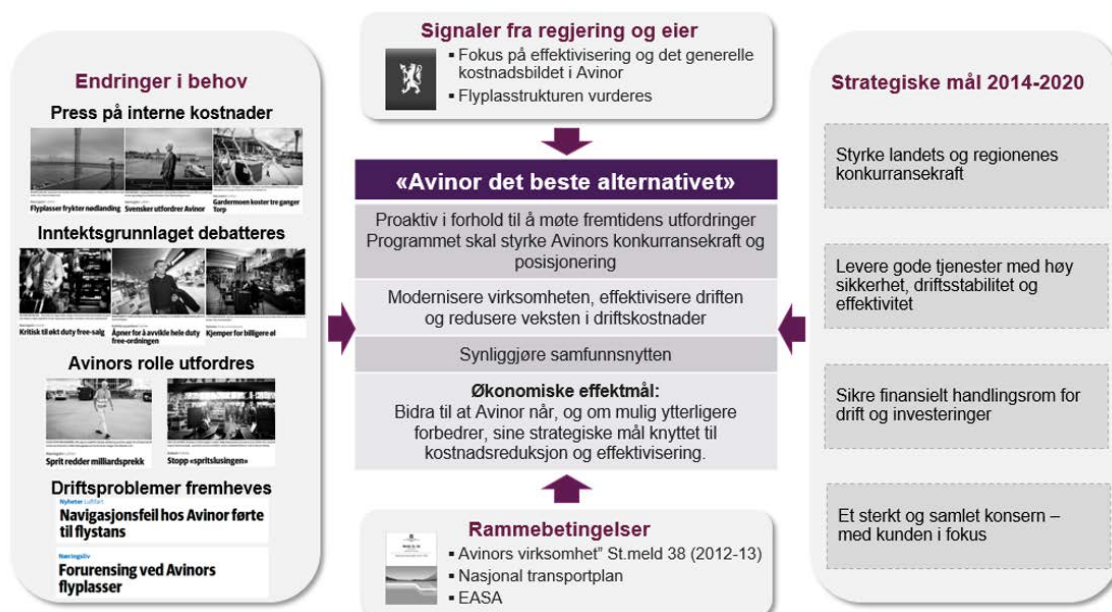 Endringer i behov
Press på interne kostnader
Flyplasser frykter nødlanding
Svensker utfordrer Avinor
Gardermoen koster tre ganger
Torp
Inntektsgrunnlaget debatteres
Kritisk til økt duty free-salg
Åpner for å avvikle hele duty
free-ordningen
Kjemper for billigere øl
Avinors rolle utfordres
Sprit redder milliardsprekk
Stopp «spritslusingen»
Driftsproblemer fremheves
Nyheter Luftfart
Navigasjonsfeil hos Avinor førte
til flystans
Næringsliv
Forurensing ved Avinors
flyplasser
Signaler fra regjering og eier
▪ Fokus på effektivisering og det generelle
kostnadsbildet i Avinor
▪ Flyplasstrukturen vurderes
«Avinor det beste alternativet»
Proaktiv i forhold til å møte fremtidens utfordringer
Programmet skal styrke Avinors konkurransekraft og
posisjonering
Modernisere virksomheten, effektivisere driften
og redusere veksten i driftskostnader
Synliggjøre samfunnsnytten
Økonomiske effektmål:
Bidra til at Avinor når, og om mulig ytterligere
forbedrer, sine strategiske mål knyttet til
kostnadsreduksjon og effektivisering.
Rammebetingelser
▪ Avinors virksomhet” St.meld 38 (2012-13)
▪ Nasjonal transportplan
▪ EASA
Strategiske mål 2014-2020
Styrke landets og regionenes
konkurransekraft
Levere gode tjenester med høy
sikkerhet, driftsstabilitet og
effektivitet
Sikre finansielt handlingsrom for
drift og investeringer
Et sterkt og samlet konsern –
med kunden i fokus